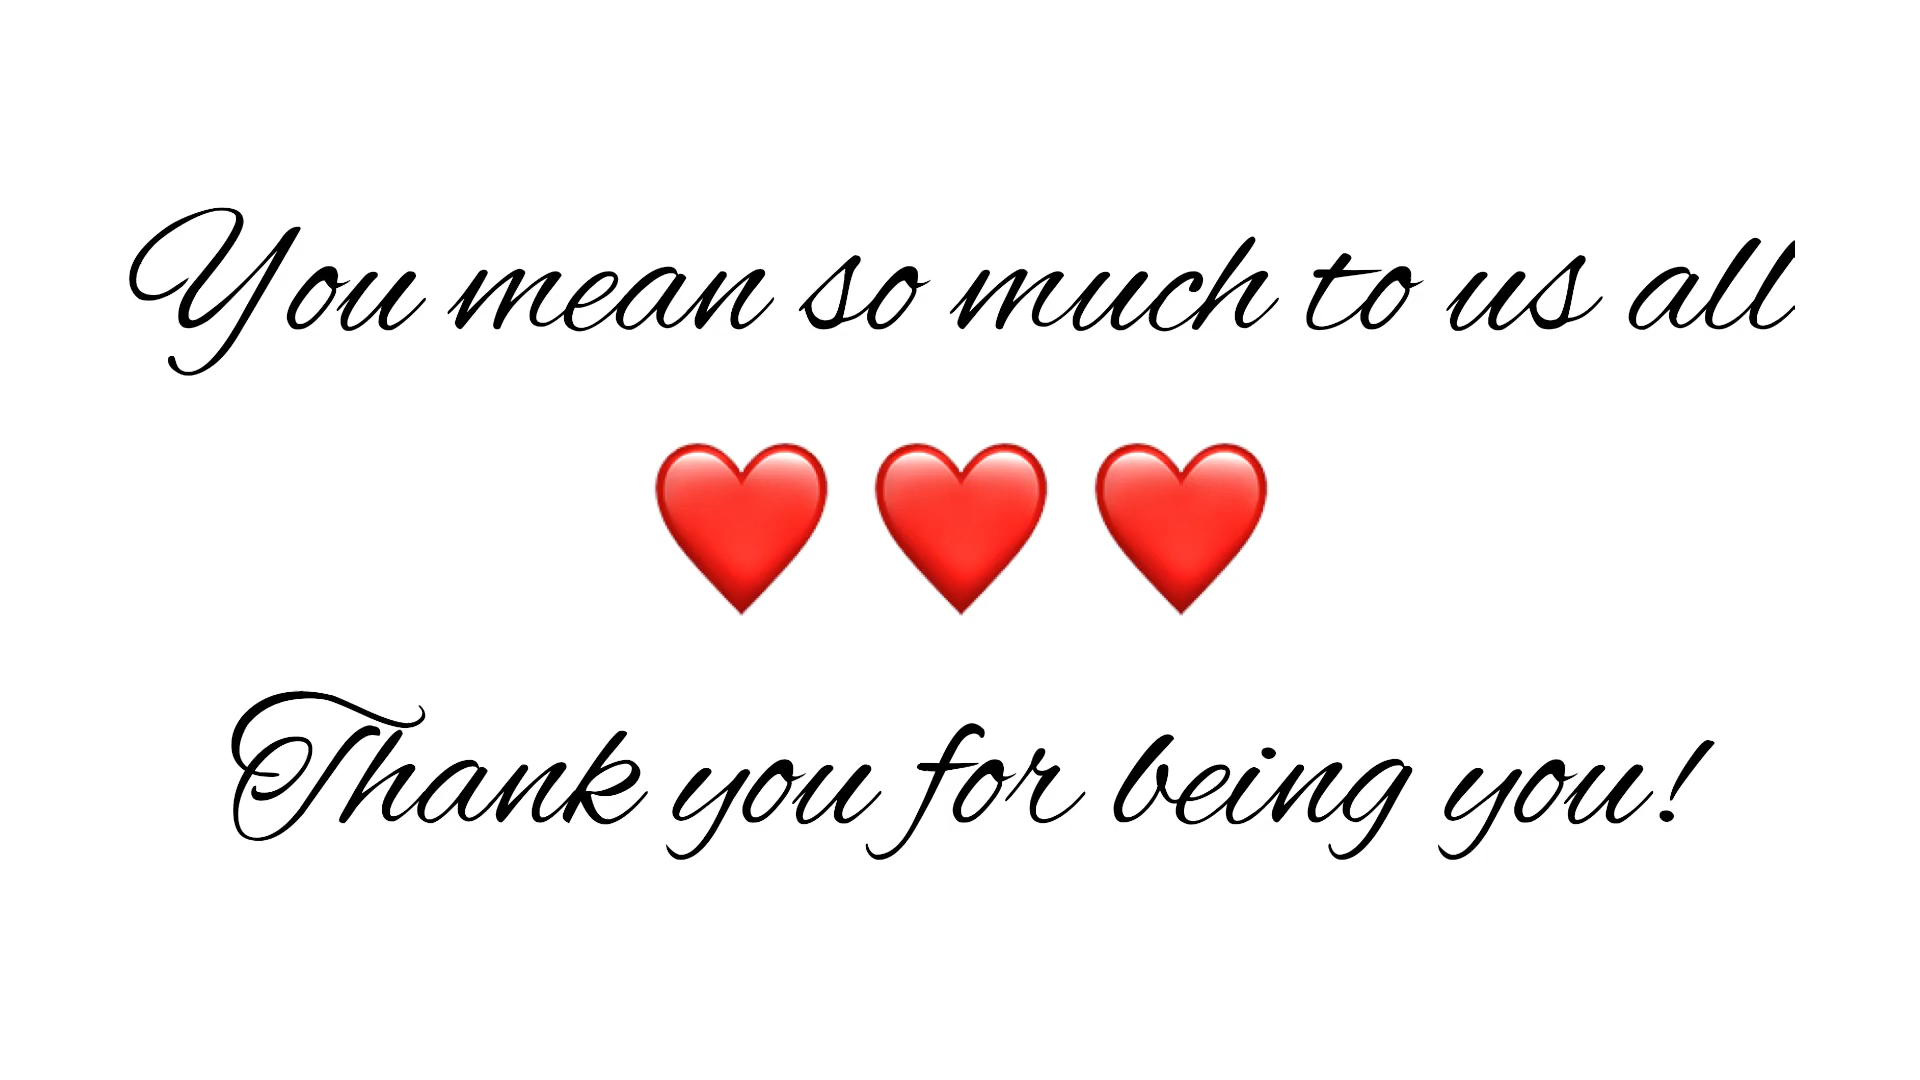 You mean so much to us all
❤️ ❤️ ❤️
Thank you for being you!